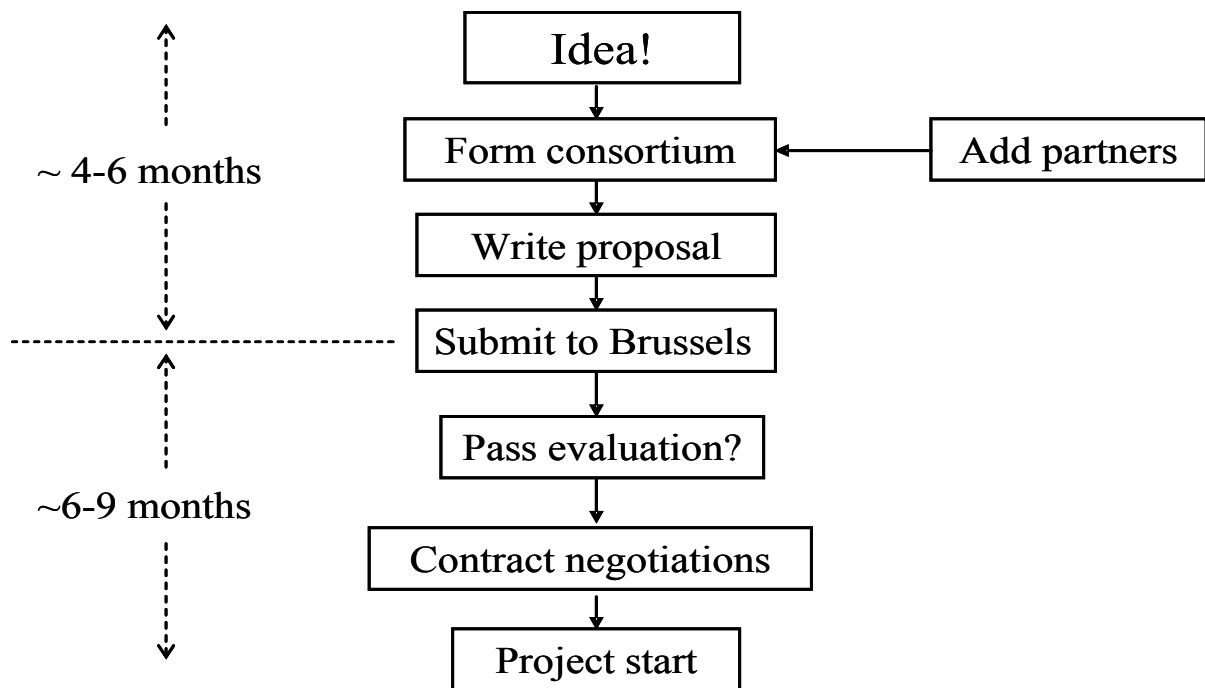 Idea!
Form consortium
Add partners
~ 4-6 months
Write proposal
Submit to Brussels
Pass evaluation?
~6-9 months
Contract negotiations
Project start